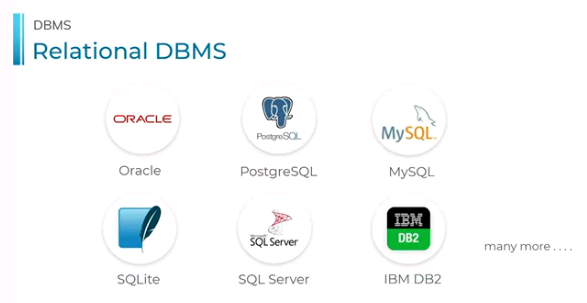 DBMS
Relational DBMS
ORACLE
PostgreSQL
MySQL
Oracle
PostgreSQL
MySQL
Microsoft
SQL Server
IBM
DB2
SQLite
SQL Server
IBM DB2
many more . . . .